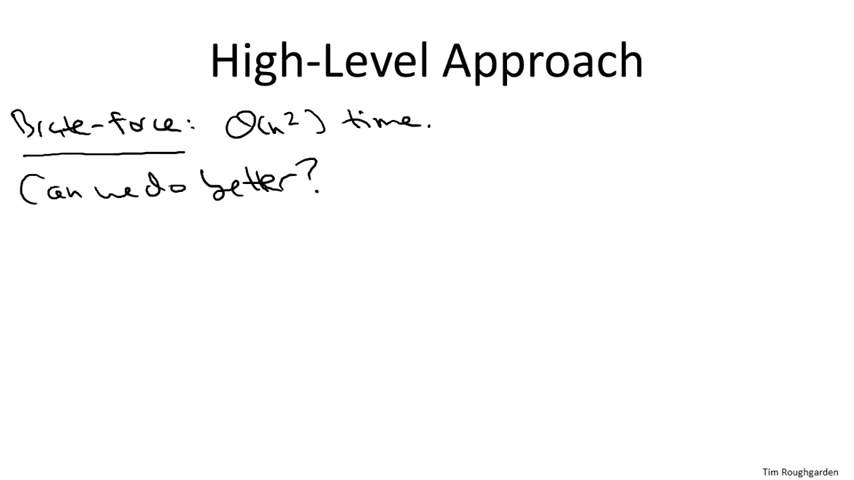 High-Level Approach
Brute-force: θ(n²) time.
Can we do better?
Tim Roughgarden